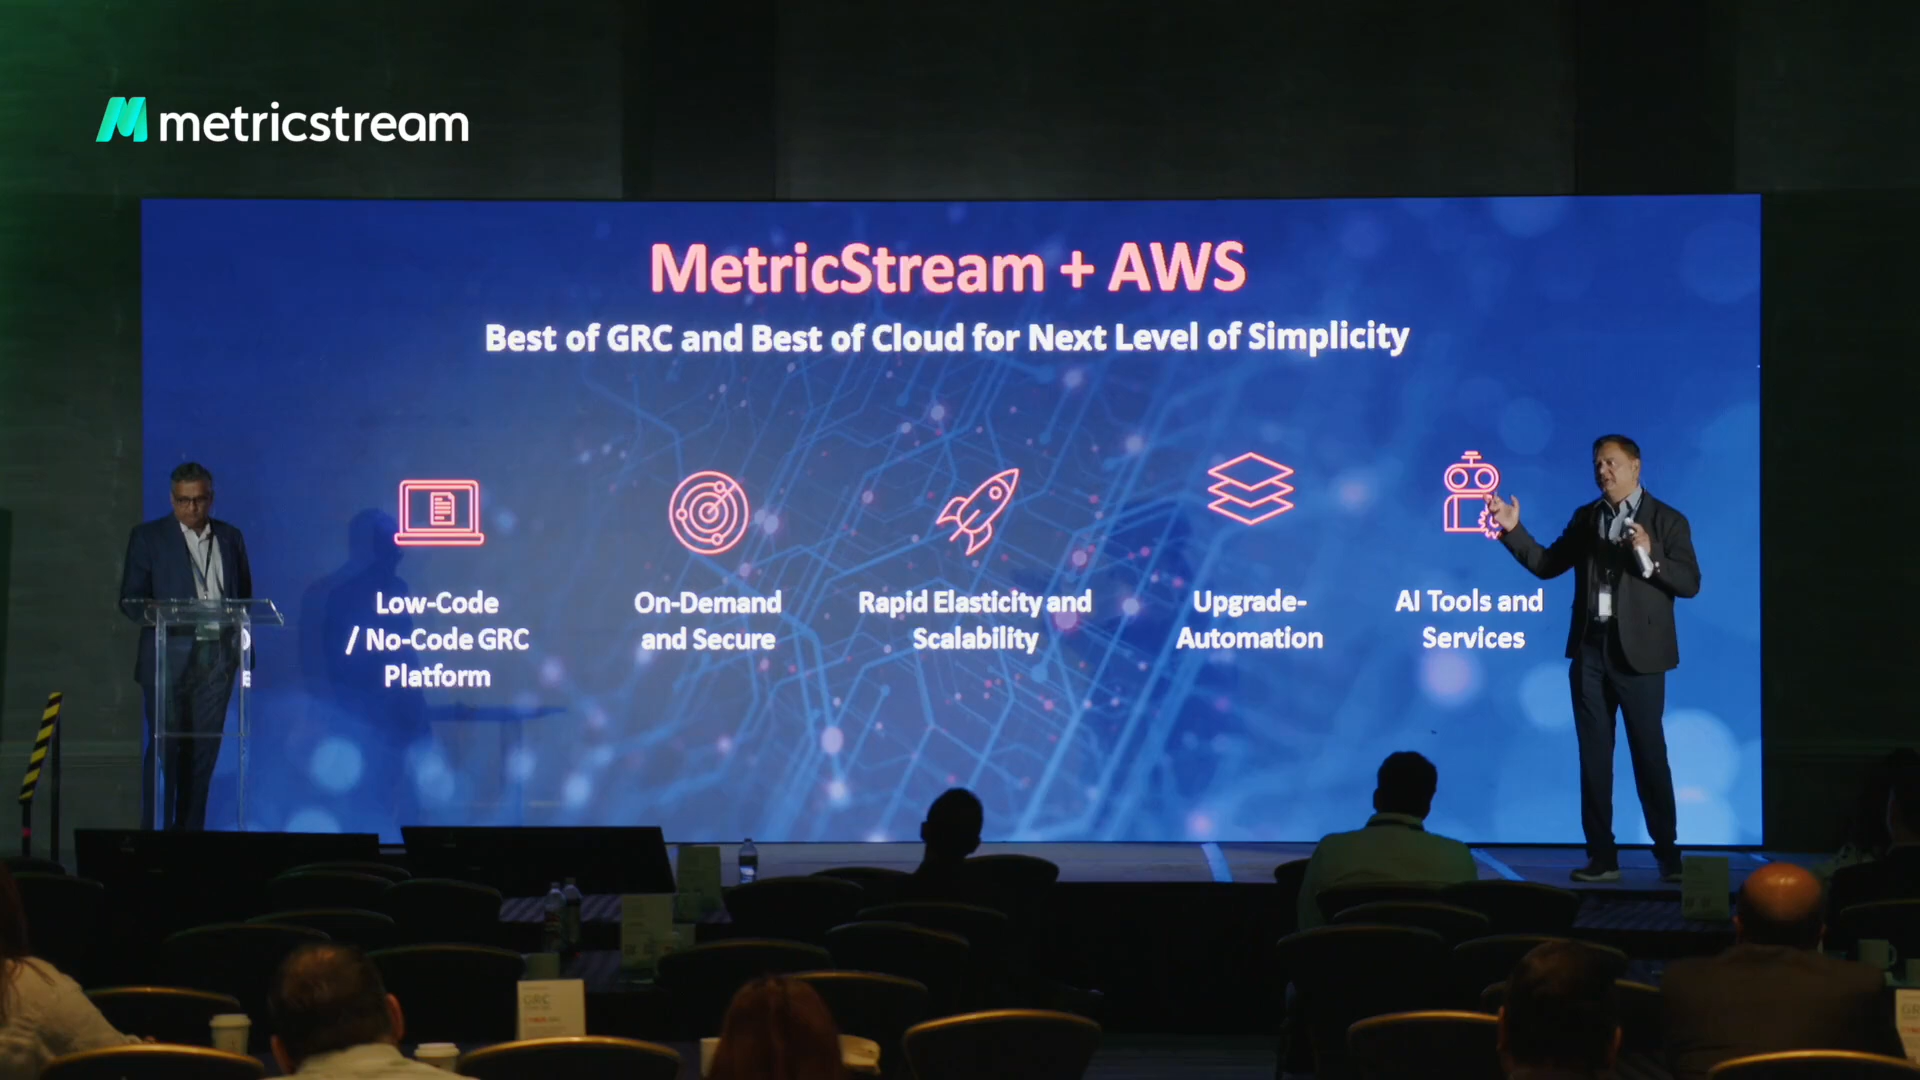 metricstream
MetricStream + AWS
Best of GRC and Best of Cloud for Next Level of Simplicity
Low-Code
/ No-Code GRC
Platform
On-Demand
and Secure
Rapid Elasticity and
Scalability
Upgrade-
Automation
AI Tools and
Services
GRC